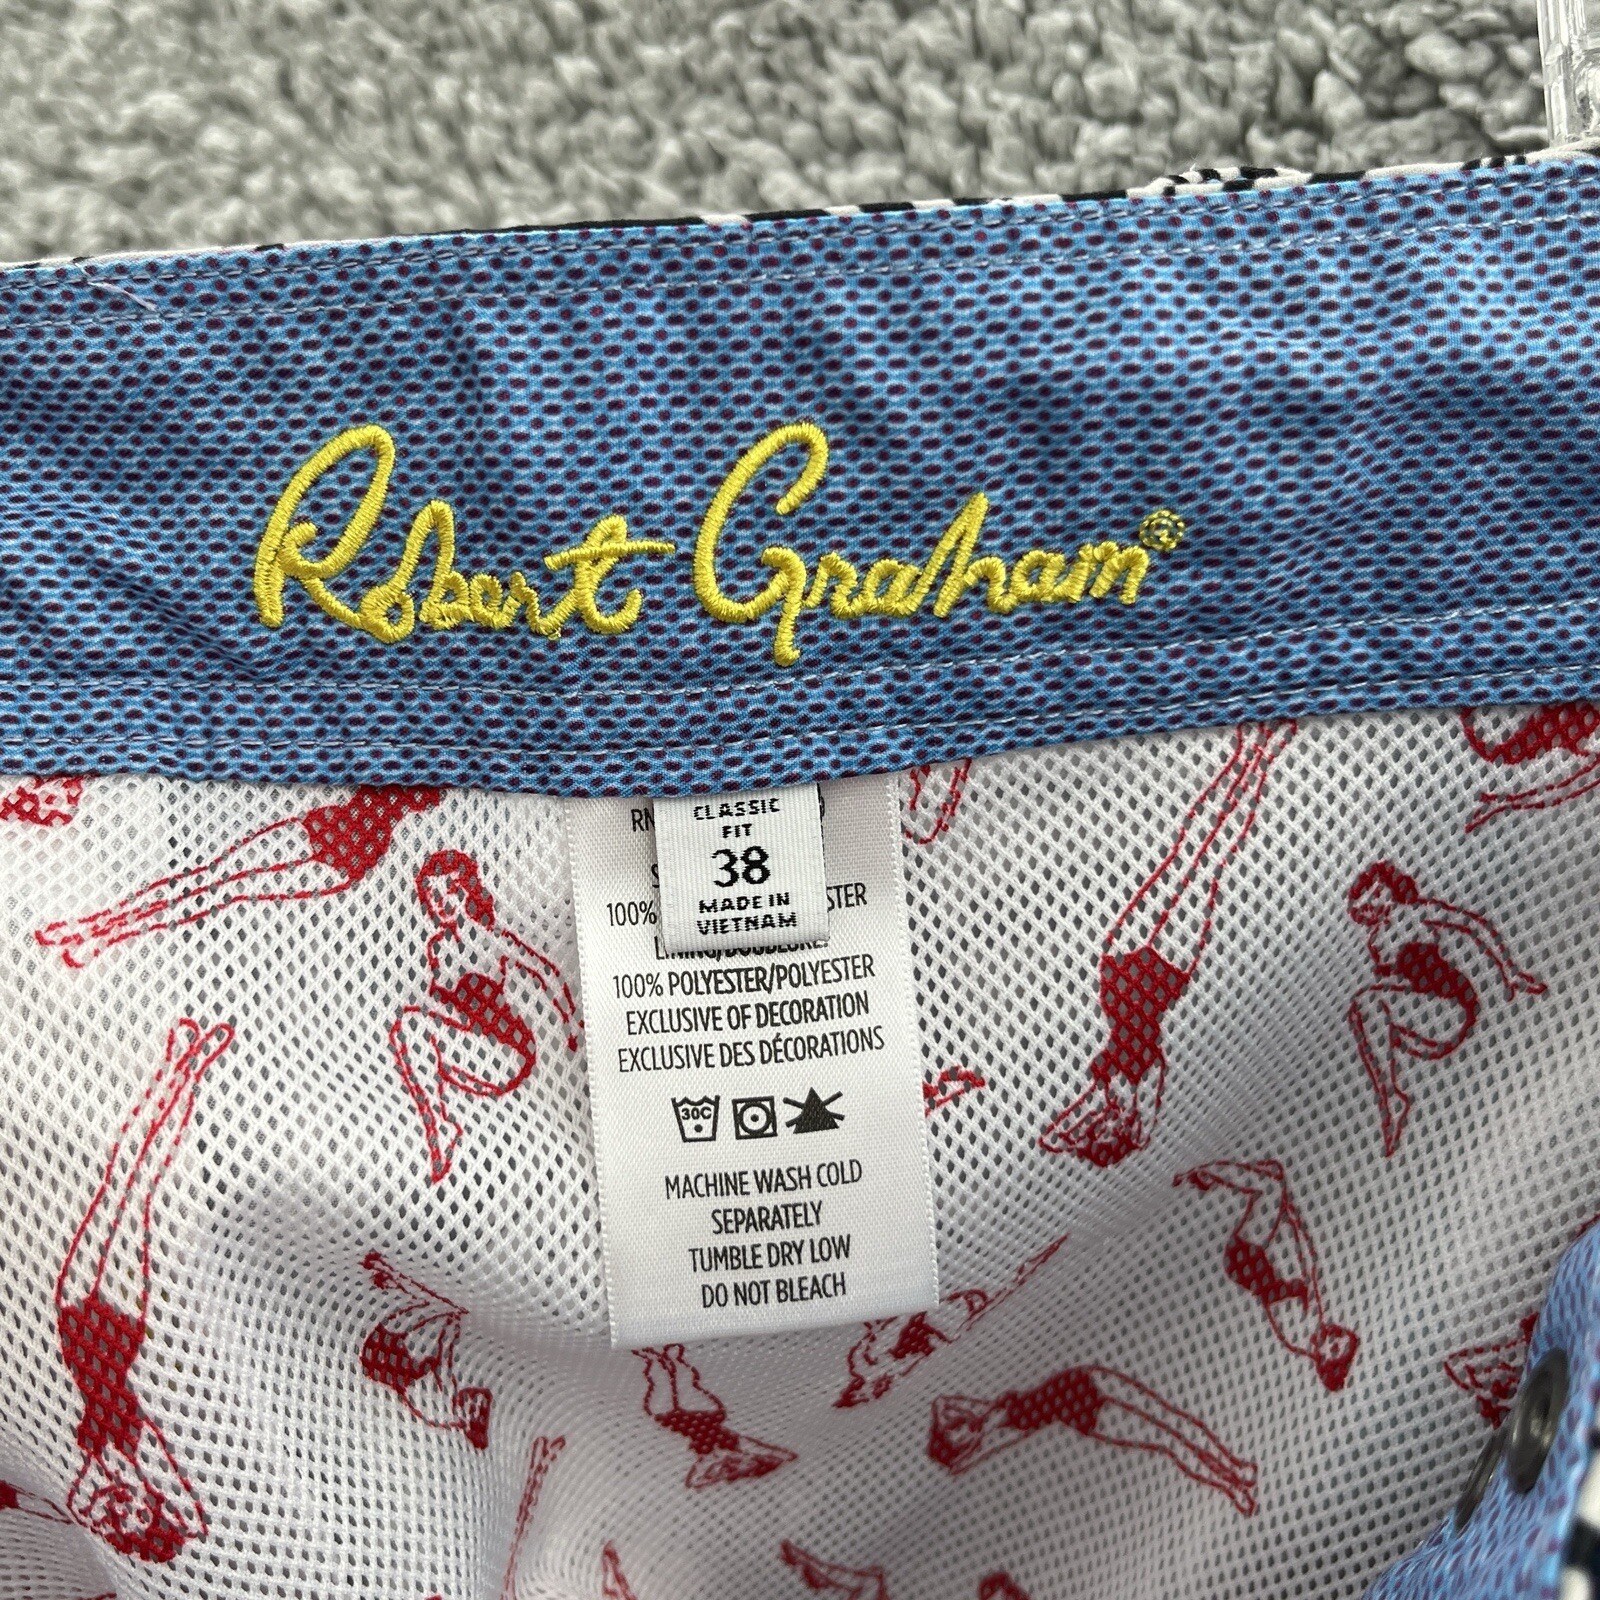 Robert Graham®
CLASSIC
FIT
38
MADE IN
VIETNAM
RN
100%
100% POLYESTER/POLYESTER
EXCLUSIVE OF DECORATION
EXCLUSIVE DES DÉCORATIONS
30C
MACHINE WASH COLD
SEPARATELY
TUMBLE DRY LOW
DO NOT BLEACH